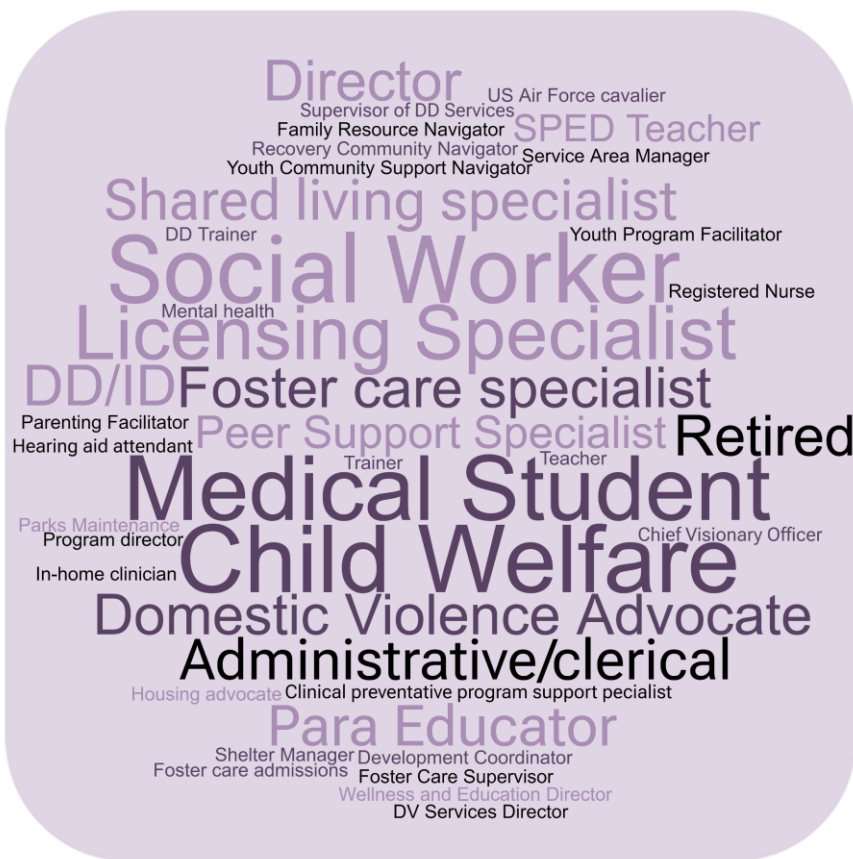 Director
US Air Force cavalier
Supervisor of DD Services
Family Resource Navigator
SPED Teacher
Recovery Community Navigator
Service Area Manager
Youth Community Support Navigator
Shared living specialist
DD Trainer
Youth Program Facilitator
Social Worker
Registered Nurse
Mental health
Licensing Specialist
DD/ID
Foster care specialist
Parenting Facilitator
Hearing aid attendant
Peer Support Specialist
Retired
Trainer
Teacher
Medical Student
Parks Maintenance
Program director
Chief Visionary Officer
Child Welfare
In-home clinician
Domestic Violence Advocate
Administrative/clerical
Housing advocate
Clinical preventative program support pecialist
Para Educator
Shelter Manager
Development Coordinator
Foster care admissions
Foster Care Supervisor
Wellness and Education Director
DV Services Director